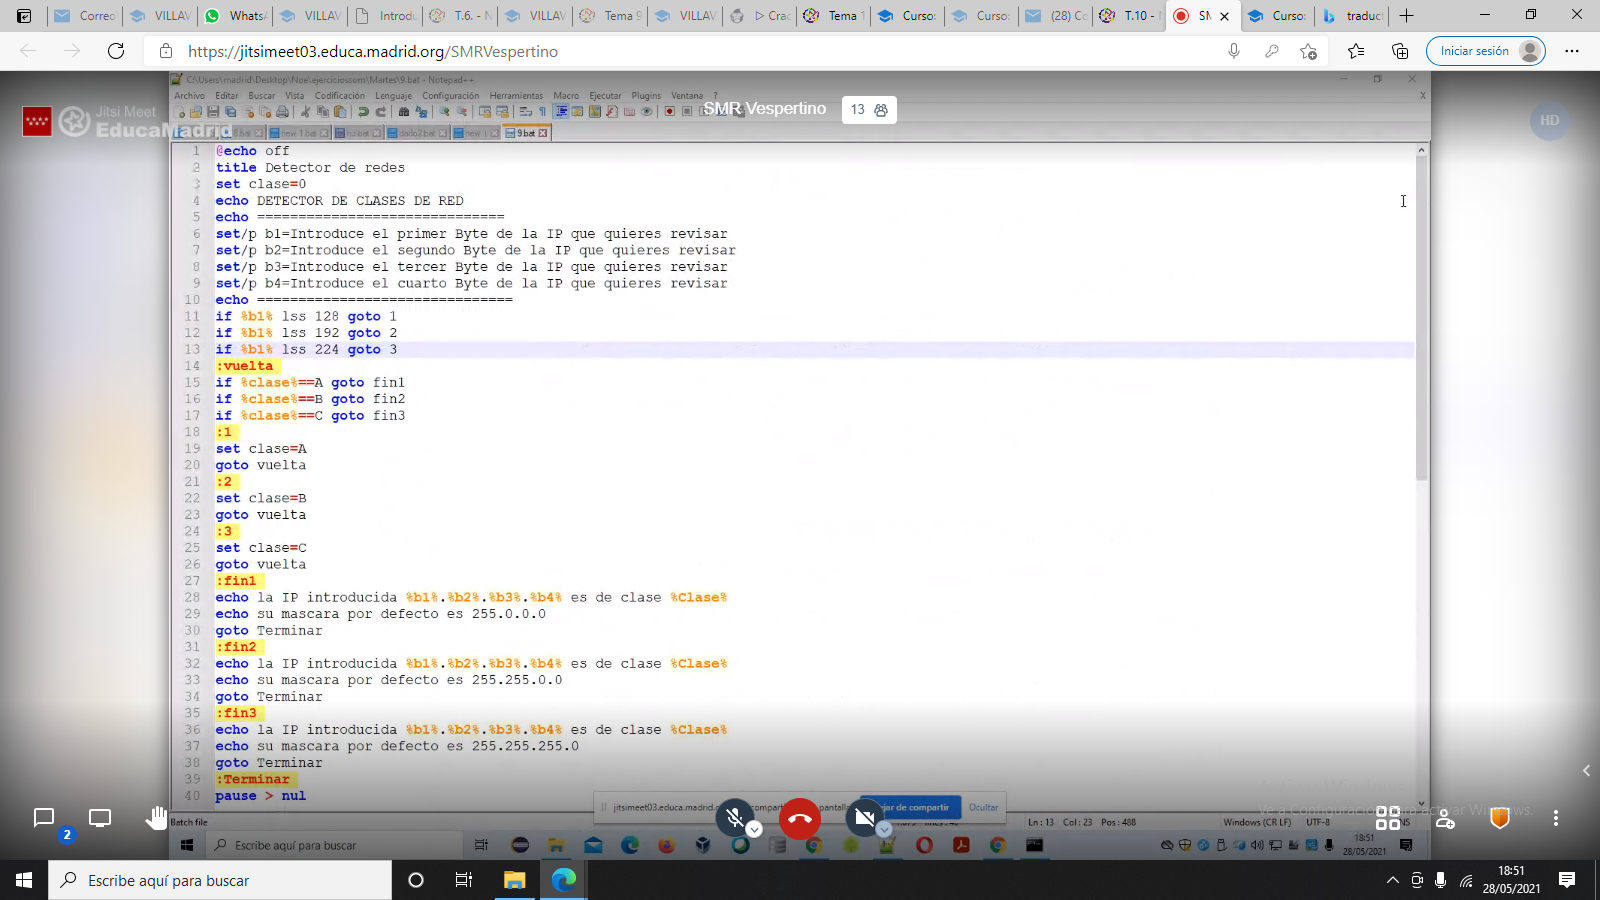 Correo
VILLAV
WhatsA
VILLAV
Introdu
T.6. - N
VILLAV
Tema 9
VILLAV
Crac
Tema 1
Curso:
Curso:
(28) Co
T.10 -
SM
Curso:
traduct
https://jitsimeet03.educa.madrid.org/SMRVespertino
Iniciar sesión
C:\Users\madrid\Desktop\Noe\ejerciciossom\Martes\9.bat - Notepad++
Archivo Editar Buscar Vista Codificación Lenguaje Configuración Herramientas Macro Ejecutar Plugins Ventana ?
Jitsi Meet
EducaMadrid
SMR Vespertino
13
HD
new 1.bat
dado2.bat
new
9.bat
1 @echo off
2 title Detector de redes
3 set clase=0
4 echo DETECTOR DE CLASES DE RED
5 echo ==============================
6 set/p b1=Introduce el primer Byte de la IP que quieres revisar
7 set/p b2=Introduce el segundo Byte de la IP que quieres revisar
8 set/p b3=Introduce el tercer Byte de la IP que quieres revisar
9 set/p b4=Introduce el cuarto Byte de la IP que quieres revisar
10 echo ===============================
11 if %b1% lss 128 goto 1
12 if %b1% lss 192 goto 2
13 if %b1% lss 224 goto 3
14 :vuelta
15 if %clase%==A goto fin1
16 if %clase%==B goto fin2
17 if %clase%==C goto fin3
18 :1
19 set clase=A
20 goto vuelta
21 :2
22 set clase=B
23 goto vuelta
24 :3
25 set clase=C
26 goto vuelta
27 :fin1
28 echo la IP introducida %b1%.%b2%.%b3%.%b4% es de clase %Clase%
29 echo su mascara por defecto es 255.0.0.0
30 goto Terminar
31 :fin2
32 echo la IP introducida %b1%.%b2%.%b3%.%b4% es de clase %Clase%
33 echo su mascara por defecto es 255.255.0.0
34 goto Terminar
35 :fin3
36 echo la IP introducida %b1%.%b2%.%b3%.%b4% es de clase %Clase%
37 echo su mascara por defecto es 255.255.255.0
38 goto Terminar
39 :Terminar
40 pause > nul
jitsimeet03.educa.madrid.o
compart
pantalla
jar de compartir
Ocultar
Ve a Configuración para activar Windows.
2
Batch file
Ln : 13 Col : 23 Pos : 488
Windows (CR LF)
UTF-8
NS
Escribe aquí para buscar
18:51
28/05/2021
Escribe aquí para buscar
18:51
28/05/2021